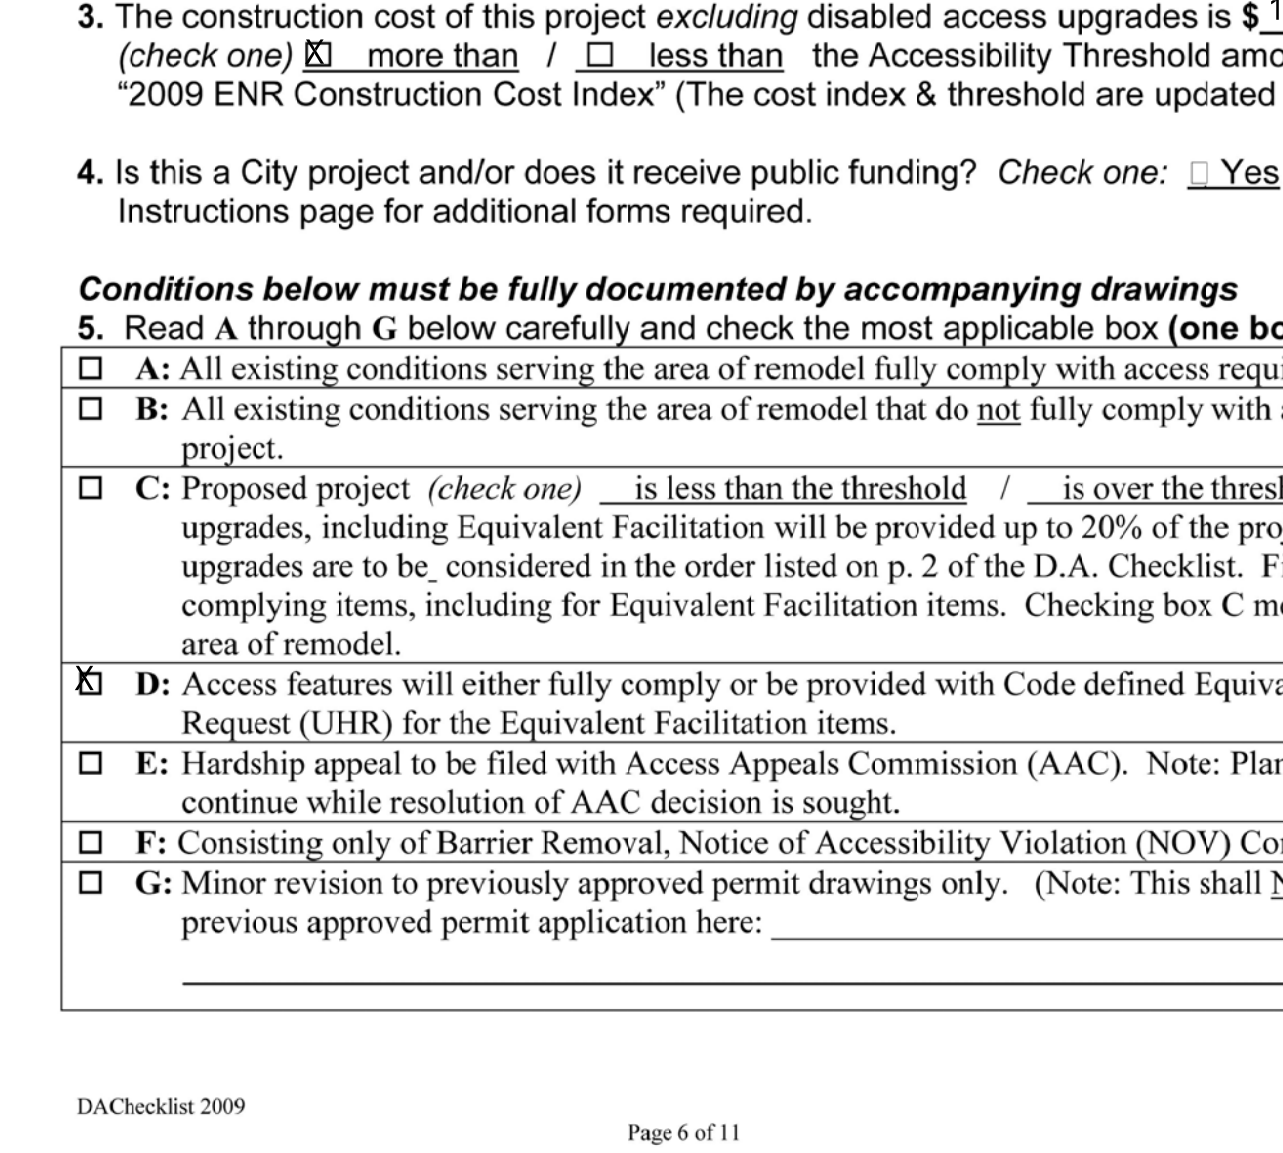 3. The construction cost of this project excluding disabled access upgrades is $ 1
(check one) ☒ more than / ☐ less than the Accessibility Threshold amo
“2009 ENR Construction Cost Index” (The cost index & threshold are updated
4. Is this a City project and/or does it receive public funding? Check one: ☐ Yes
Instructions page for additional forms required.
Conditions below must be fully documented by accompanying drawings
5. Read A through G below carefully and check the most applicable box (one bo
☐ A: All existing conditions serving the area of remodel fully comply with access requi
☐ B: All existing conditions serving the area of remodel that do not fully comply with
project.
☐ C: Proposed project (check one) __is less than the threshold / __is over the thres
upgrades, including Equivalent Facilitation will be provided up to 20% of the pro
upgrades are to be_ considered in the order listed on p. 2 of the D.A. Checklist. F
complying items, including for Equivalent Facilitation items. Checking box C m
area of remodel.
☒ D: Access features will either fully comply or be provided with Code defined Equiva
Request (UHR) for the Equivalent Facilitation items.
☐ E: Hardship appeal to be filed with Access Appeals Commission (AAC). Note: Plan
continue while resolution of AAC decision is sought.
☐ F: Consisting only of Barrier Removal, Notice of Accessibility Violation (NOV) Co
☐ G: Minor revision to previously approved permit drawings only. (Note: This shall N
previous approved permit application here:
DAChecklist 2009
Page 6 of 11